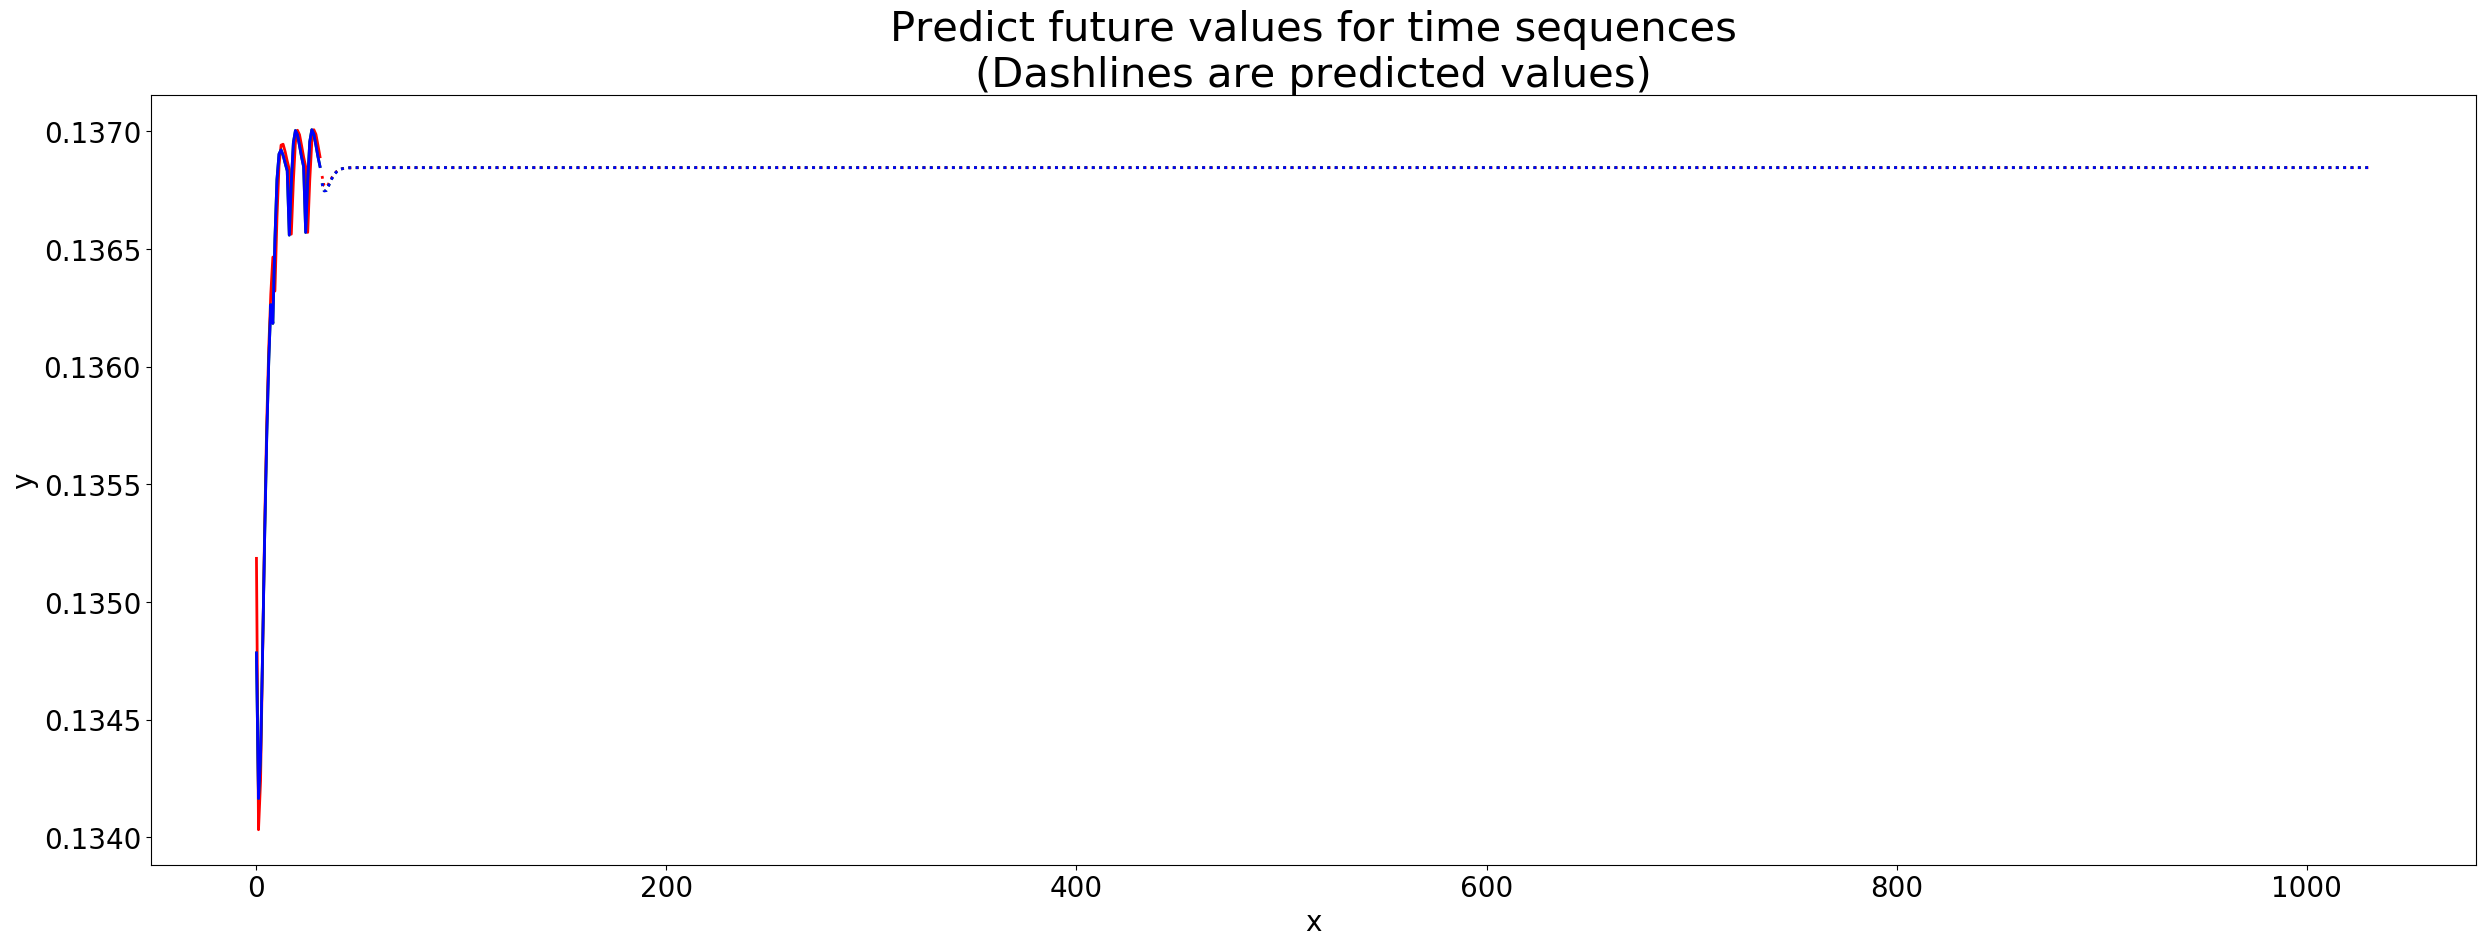 Predict future values for time sequences
(Dashlines are predicted values)
0.1370
0.1365
0.1360
0.1355
0.1350
0.1345
0.1340
y
0 200 400 600 800 1000
x